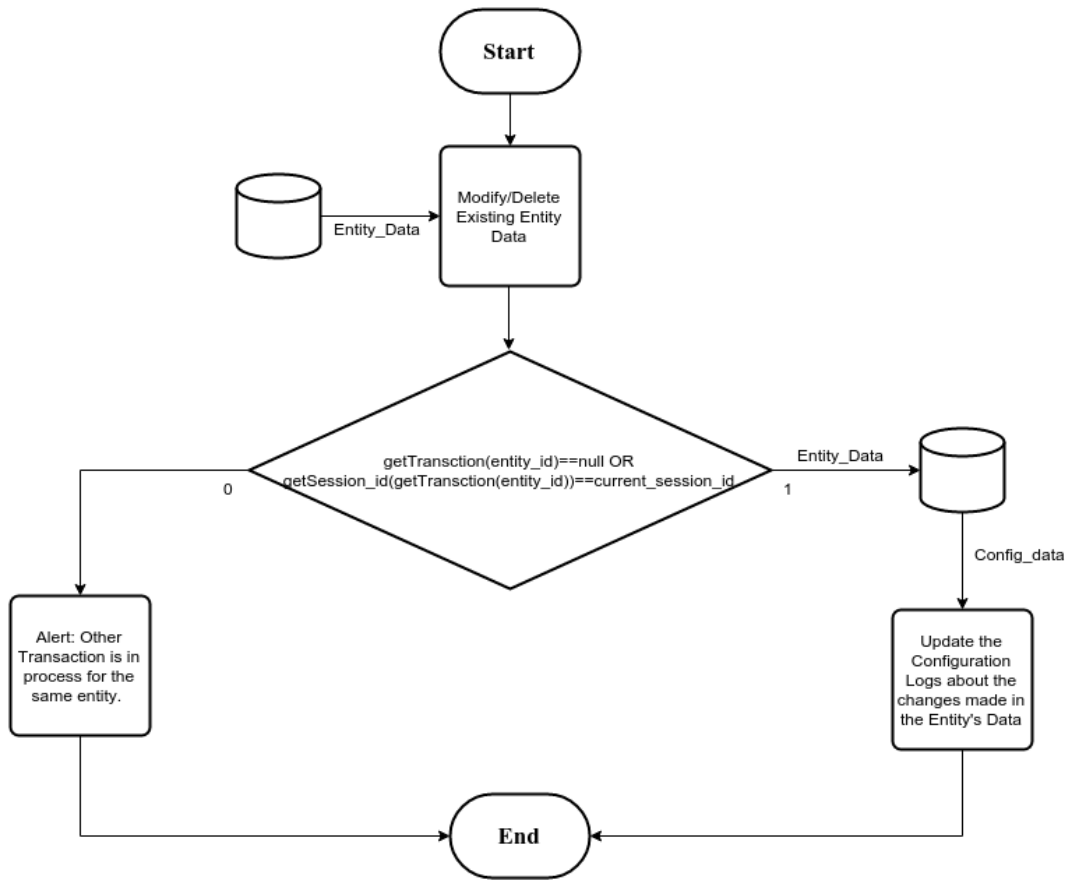 Start
Modify/Delete
Existing Entity
Data
Entity_Data
getTransction(entity_id)==null OR
getSession_id(getTransction(entity_id))==current_session_id
0
1
Entity_Data
Config_data
Alert: Other
Transaction is in
process for the
same entity.
Update the
Configuration
Logs about the
changes made in
the Entity's Data
End